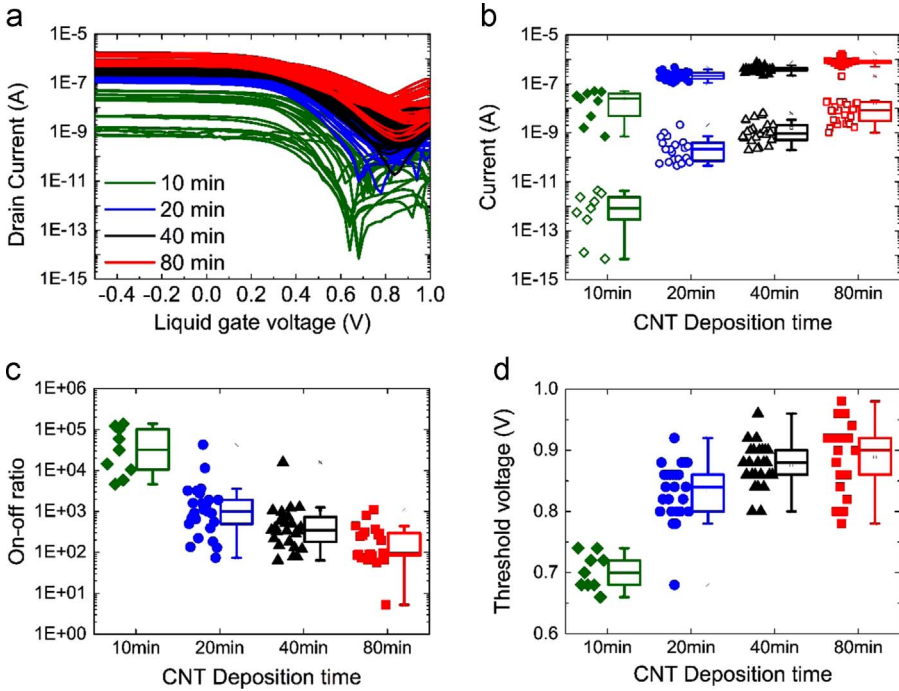 a
1E-5
1E-7
1E-9
1E-11
1E-13
1E-15
Drain Current (A)
10 min
20 min
40 min
80 min
-0.4 -0.2 0.0 0.2 0.4 0.6 0.8 1.0
Liquid gate voltage (V)
b
1E-5
1E-7
1E-9
1E-11
1E-13
1E-15
Current (A)
10min 20min 40min 80min
CNT Deposition time
c
1E+06
1E+05
1E+04
1E+03
1E+02
1E+01
1E+00
On-off ratio
10min 20min 40min 80min
CNT Deposition time
d
1.0
0.9
0.8
0.7
0.6
Threshold voltage (V)
10min 20min 40min 80min
CNT Deposition time